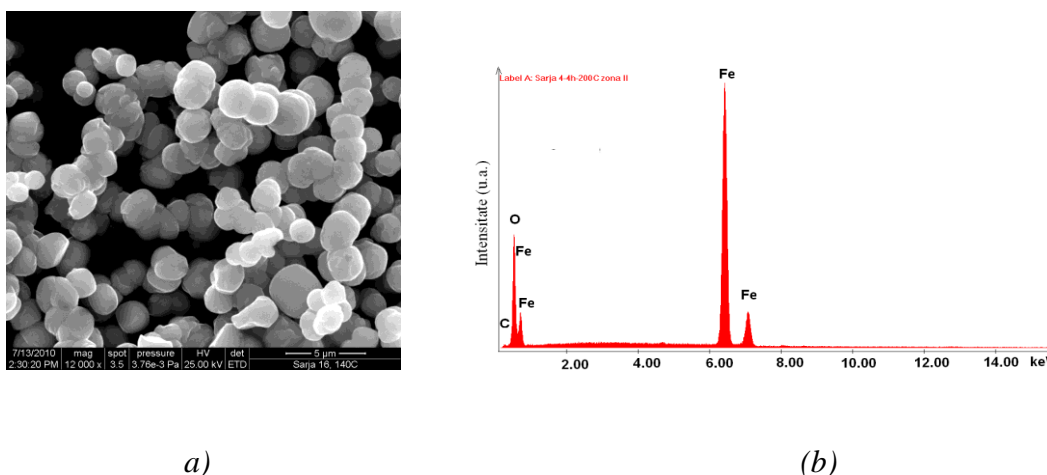 7/13/2010 mag spot pressure HV det 5 µm
2:30:20 PM 12 000 x 3.5 3.76e-3 Pa 25.00 kV ETD Sarja 16, 140C
a)
Label A: Sarja 4-4h-200C zona II
Intensitate (u.a.)
Fe
O
Fe
Fe
Fe
C
2.00 4.00 6.00 8.00 10.00 12.00 14.00 keV
(b)